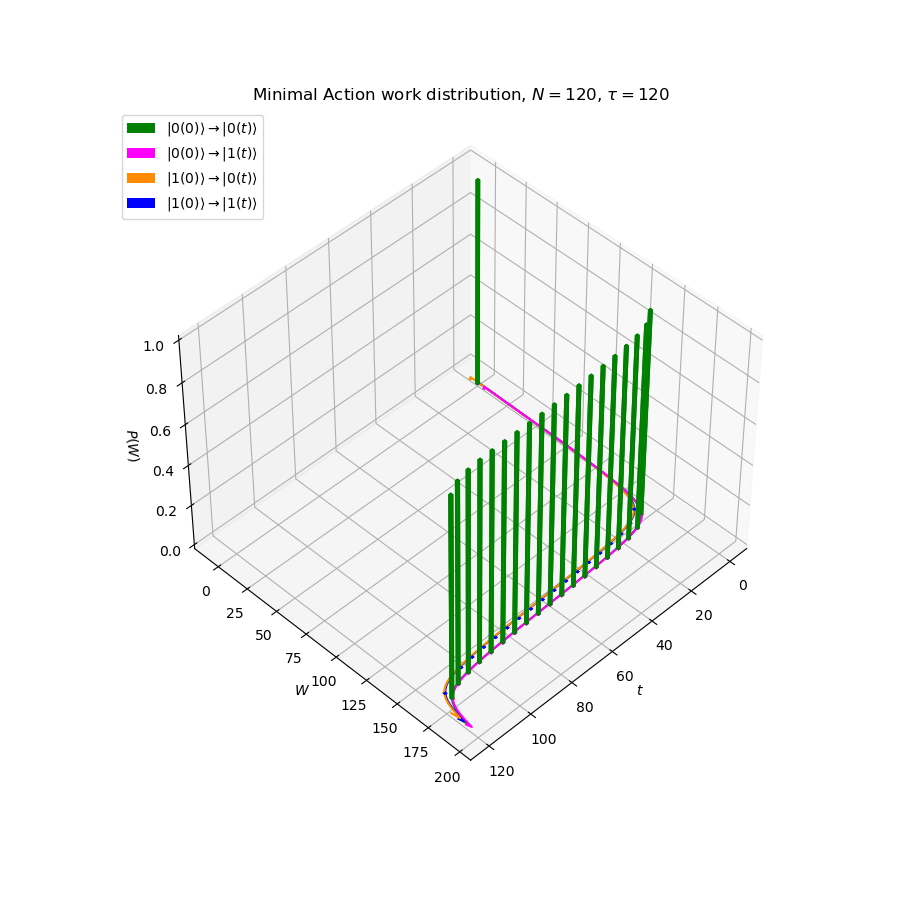 Minimal Action work distribution, $N = 120$, $\tau = 120$
|0(0)⟩ → |0(t)⟩
|0(0)⟩ → |1(t)⟩
|1(0)⟩ → |0(t)⟩
|1(0)⟩ → |1(t)⟩
1.0
0.8
0.6
0.4
0.2
0.0
P(W)
0
25
50
75
100
125
150
175
200
W
0
20
40
60
80
100
120
t